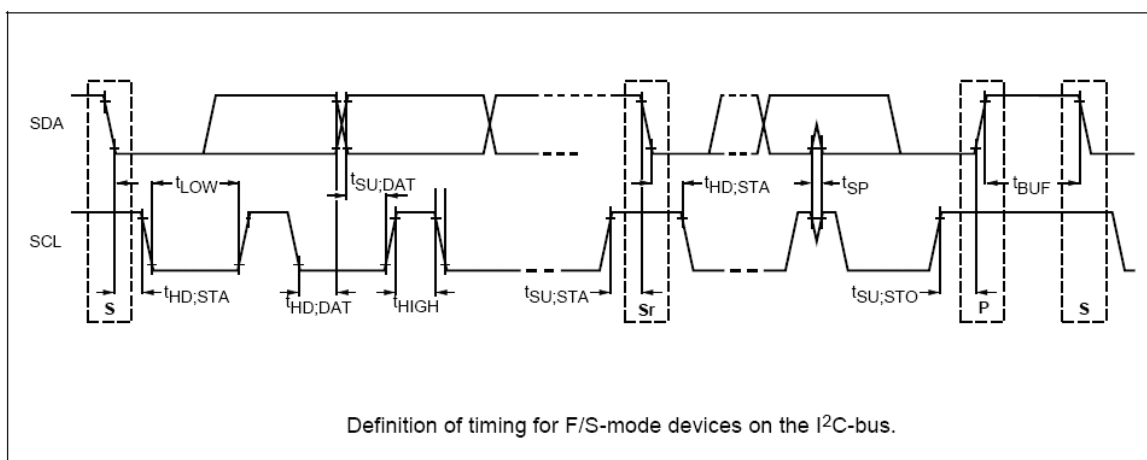 SDA
tSU;DAT
tLOW
tHD;STA
tSP
tBUF
SCL
tHD;STA
tHD;DAT
tHIGH
tSU;STA
tSU;STO
S
Sr
P
S
Definition of timing for F/S-mode devices on the I²C-bus.